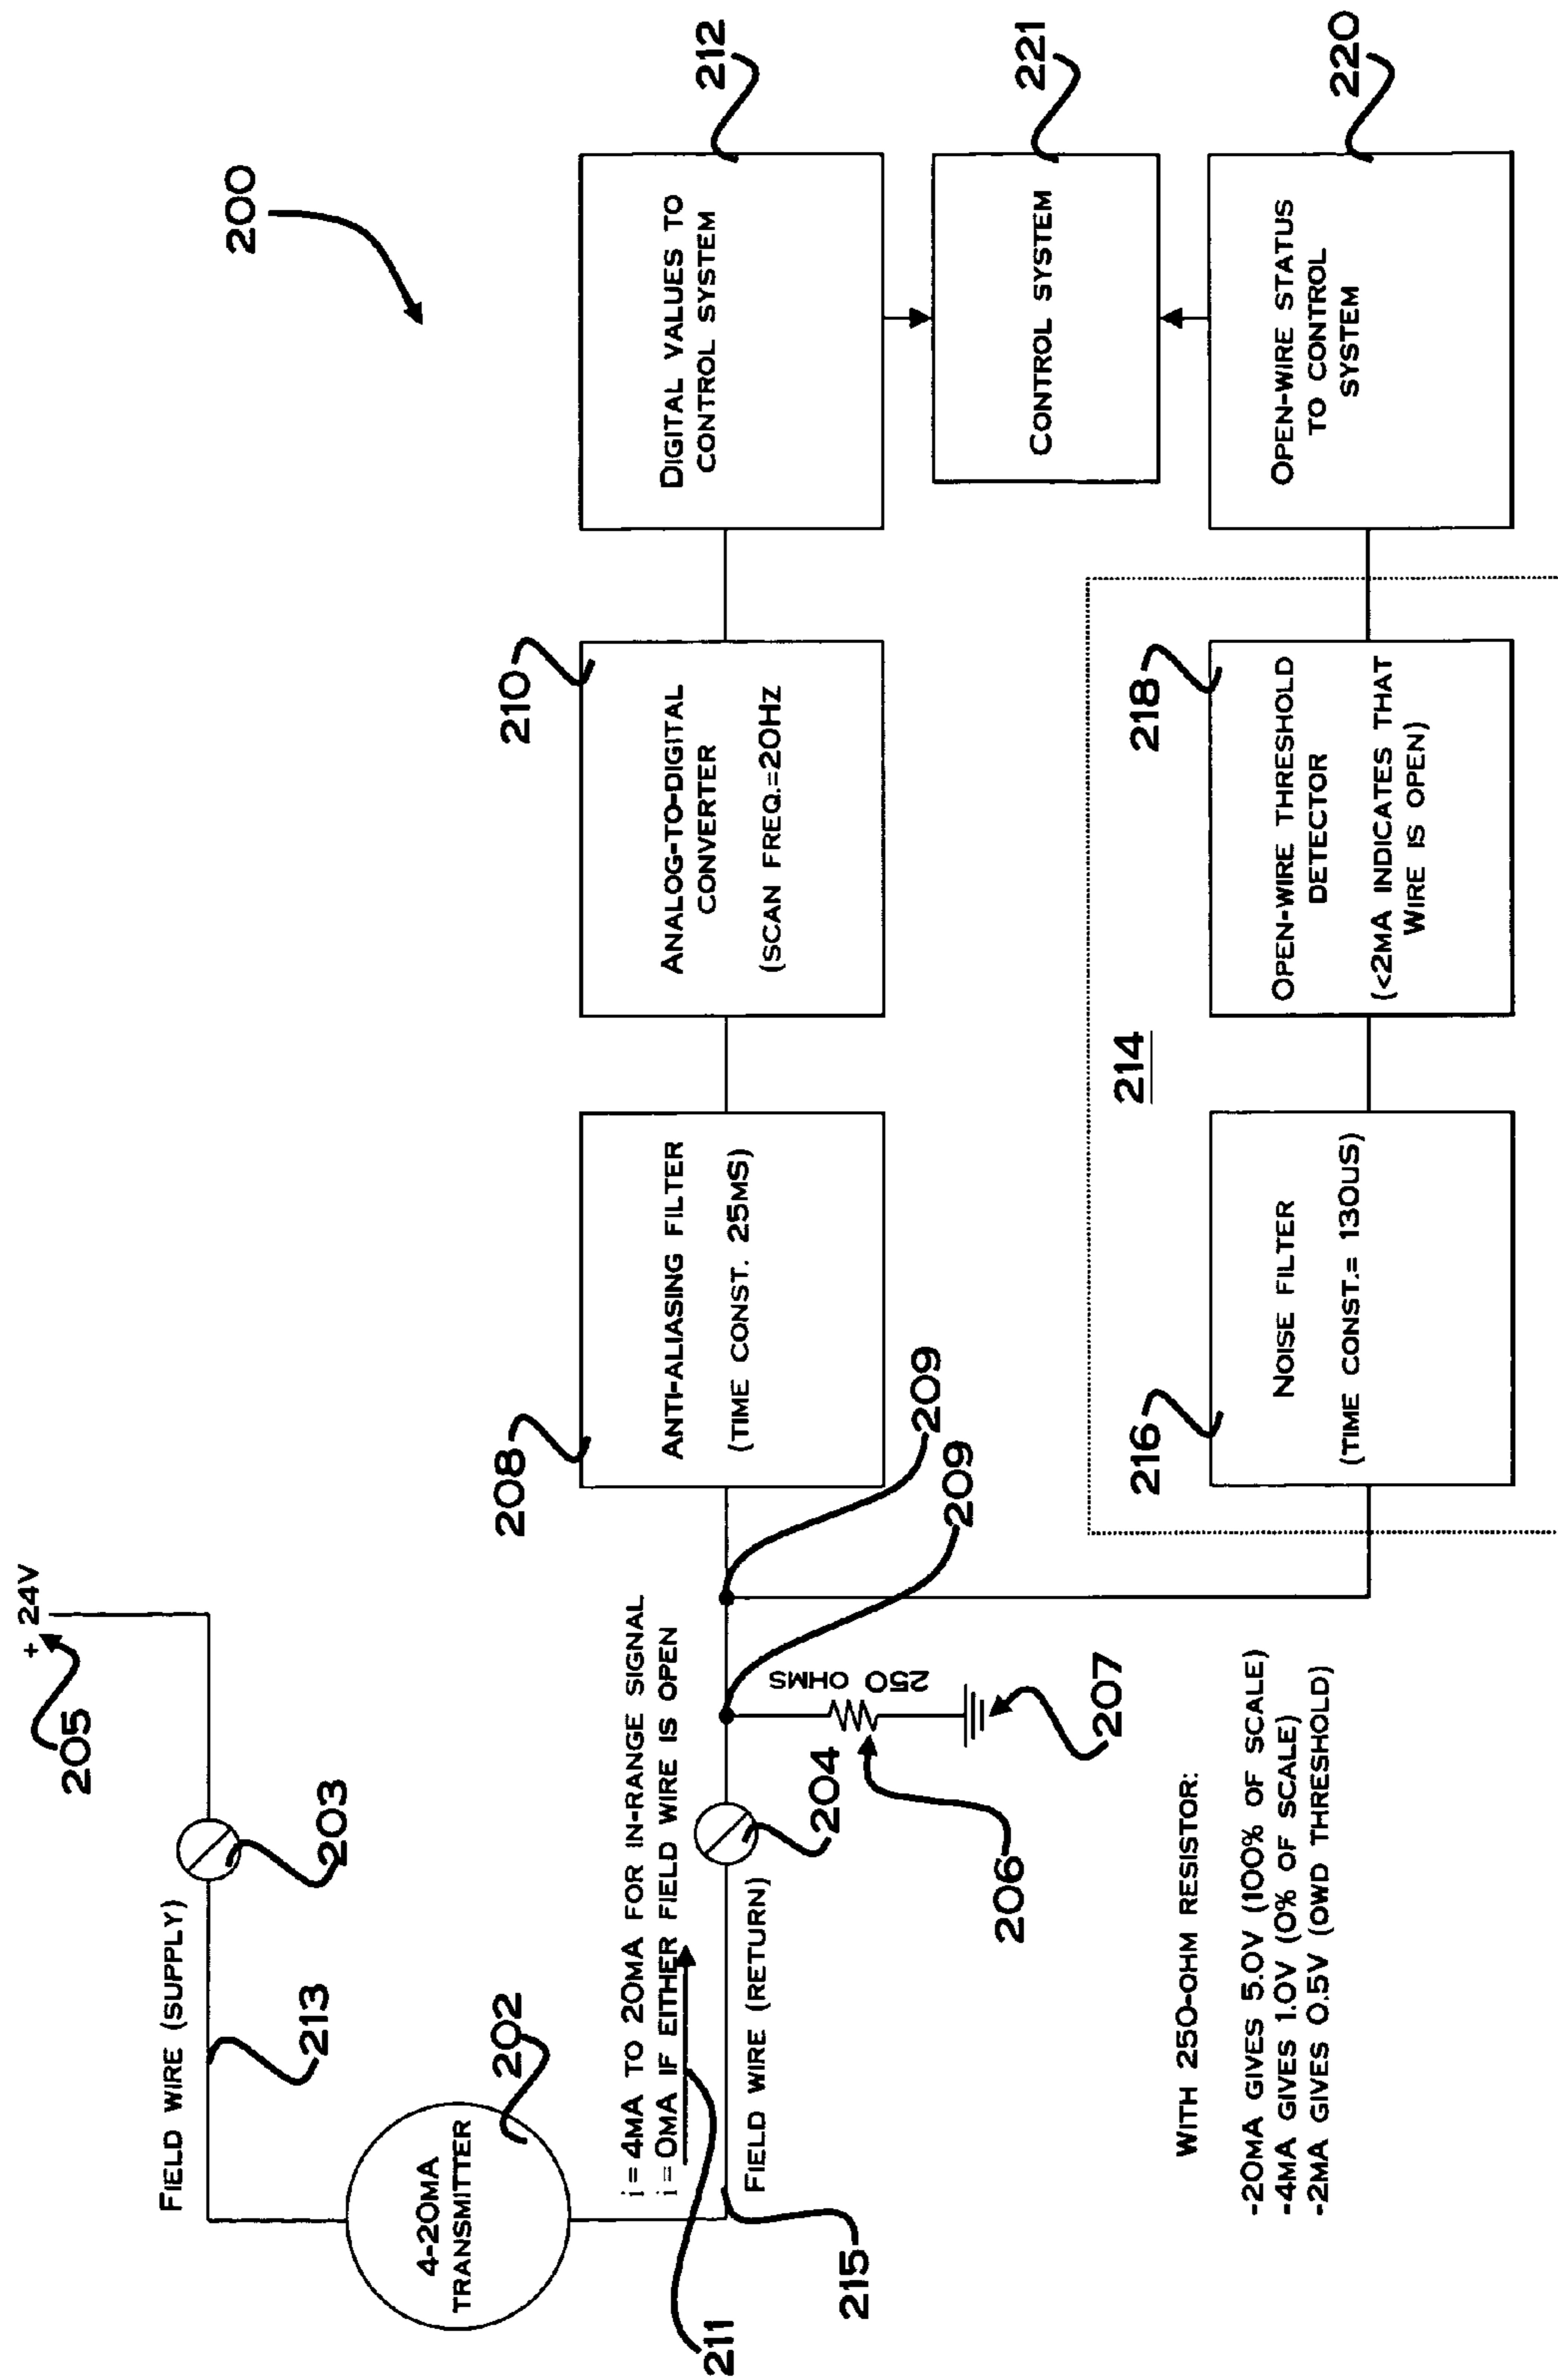 200
+ 24V
205
FIELD WIRE (SUPPLY)
203
213
4-20MA
TRANSMITTER
202
i = 4MA TO 20MA FOR IN-RANGE SIGNAL
i = 0MA IF EITHER FIELD WIRE IS OPEN
211
FIELD WIRE (RETURN)
215
204
250 OHMS
206
207
209
209
208
ANTI-ALIASING FILTER
(TIME CONST. 25MS)
210
ANALOG-TO-DIGITAL
CONVERTER
(SCAN FREQ.=20HZ
212
DIGITAL VALUES TO
CONTROL SYSTEM
221
CONTROL SYSTEM
214
216
NOISE FILTER
(TIME CONST.= 130US)
218
OPEN-WIRE THRESHOLD
DETECTOR
(<2MA INDICATES THAT
WIRE IS OPEN)
220
OPEN-WIRE STATUS
TO CONTROL
SYSTEM
WITH 250-OHM RESISTOR:
-20MA GIVES 5.0V (100% OF SCALE)
-4MA GIVES 1.0V (0% OF SCALE)
-2MA GIVES 0.5V (OWD THRESHOLD)